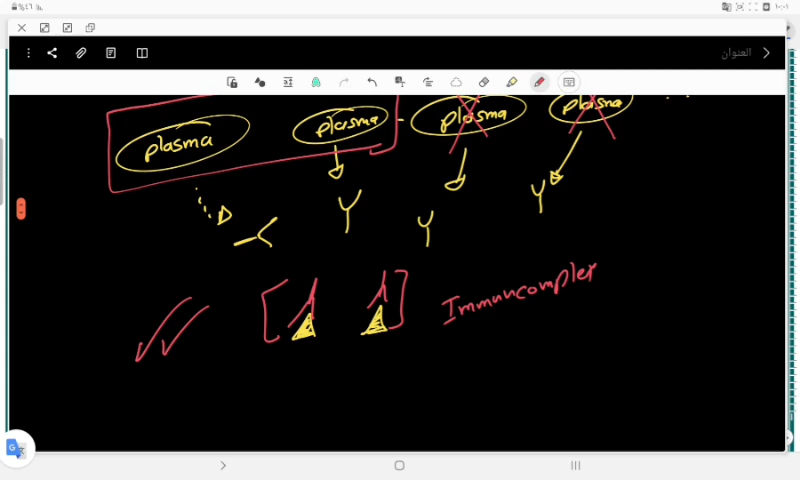 العنوان
plasma plasma plasma plasma
Immuncomplex